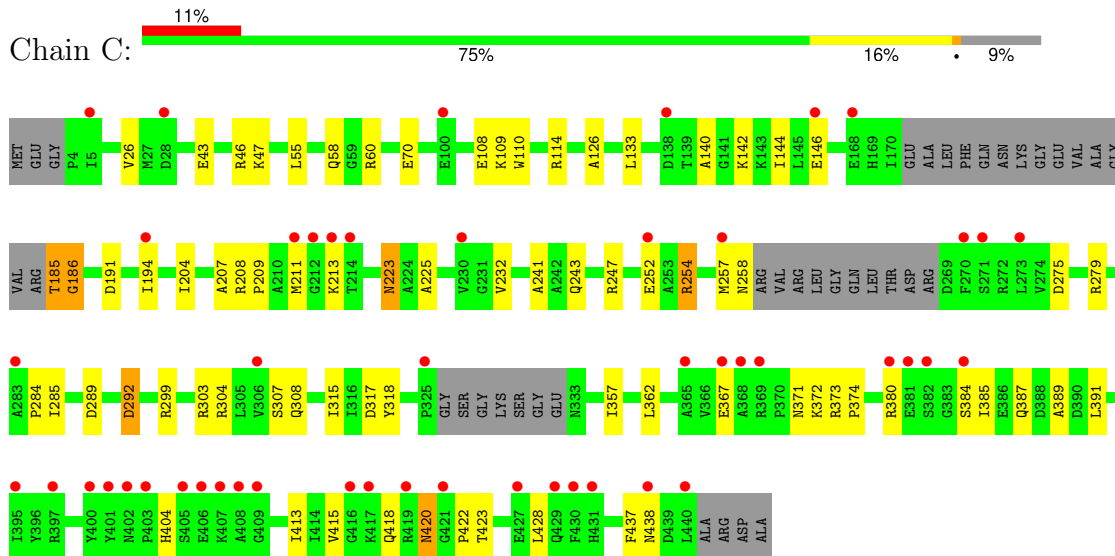 11%
Chain C:
75% 16% • 9%
MET GLU GLY P4 I5 V26 M27 D28 E43 R46 K47 L55 Q58 G59 R60 E70 E100 E108 K109 W110 R114 A126 L133 D138 T139 A140 G141 K142 K143 I144 L145 E146 E168 H169 I170 GLU ALA LEU PHE GLN ASN LYS GLY GLU VAL ALA GLY
VAL ARG T185 G186 D191 I194 I204 A207 R208 P209 A210 M211 G212 K213 T214 N223 A224 A225 V230 G231 V232 A241 A242 Q243 R247 E252 A253 R254 M257 N258 ARG VAL ARG LEU GLY GLN LEU THR ASP ARG D269 F270 S271 R272 L273 V274 D275 R279
A283 P284 I285 D289 D292 R299 R303 R304 L305 V306 S307 Q308 I315 I316 D317 Y318 P325 GLY SER GLY LYS SER GLY GLU N333 I357 L362 A365 V366 E367 A368 R369 P370 N371 K372 R373 P374 R380 E381 S382 G383 S384 I385 E386 Q387 D388 A389 D390 L391
I395 Y396 R397 Y400 Y401 N402 P403 H404 S405 E406 K407 A408 G409 I413 I414 V415 G416 K417 Q418 R419 N420 G421 P422 T423 E427 L428 Q429 F430 H431 F437 N438 D439 L440 ALA ARG ASP ALA